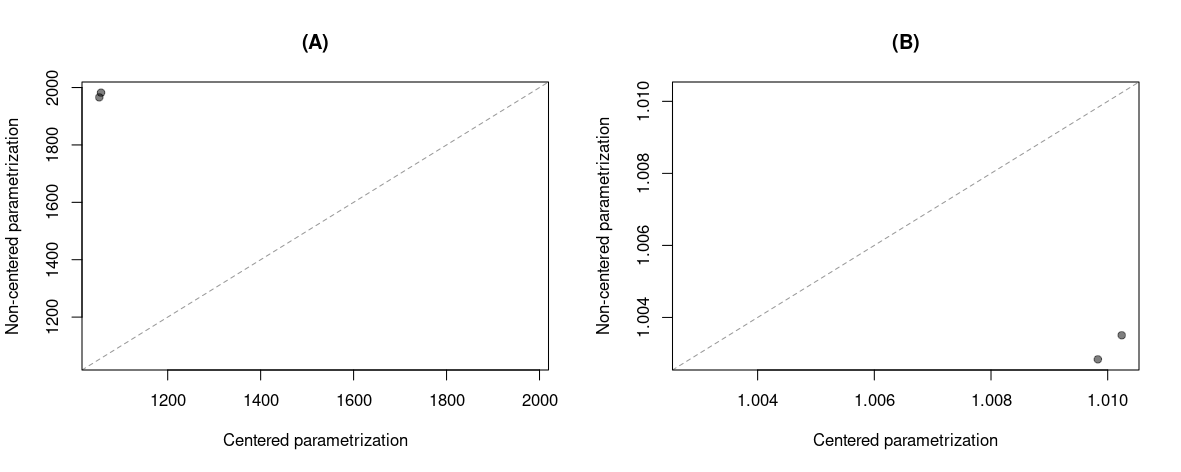 (A)
Non-centered parametrization
2000
1800
1600
1400
1200
1200 1400 1600 1800 2000
Centered parametrization
(B)
Non-centered parametrization
1.010
1.008
1.006
1.004
1.004 1.006 1.008 1.010
Centered parametrization